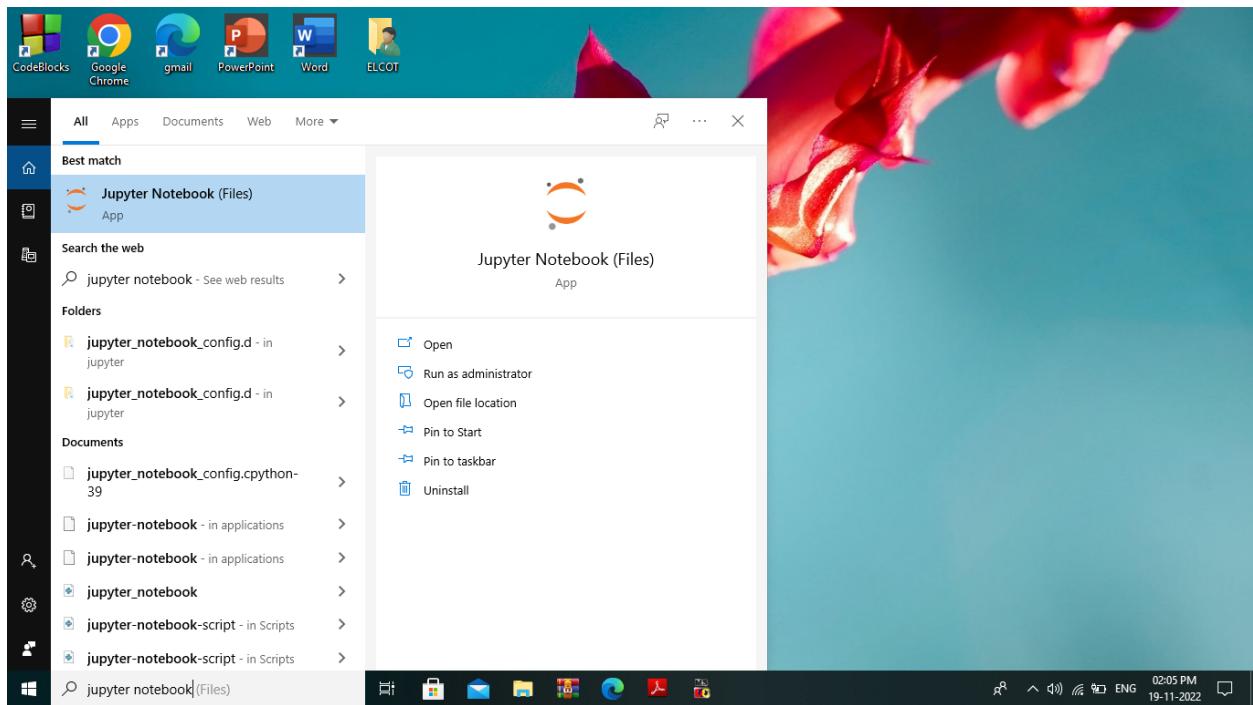 CodeBlocks
Google
Chrome
gmail
PowerPoint
Word
ELCOT
All Apps Documents Web More
Best match
Jupyter Notebook (Files)
App
Search the web
jupyter notebook - See web results
Folders
jupyter_notebook_config.d - in
jupyter
jupyter_notebook_config.d - in
jupyter
Documents
jupyter_notebook_config.cpython-
39
jupyter-notebook - in applications
jupyter-notebook - in applications
jupyter_notebook
jupyter-notebook-script - in Scripts
jupyter-notebook-script - in Scripts
Jupyter Notebook (Files)
App
Open
Run as administrator
Open file location
Pin to Start
Pin to taskbar
Uninstall
jupyter notebook (Files)
ENG
02:05 PM
19-11-2022